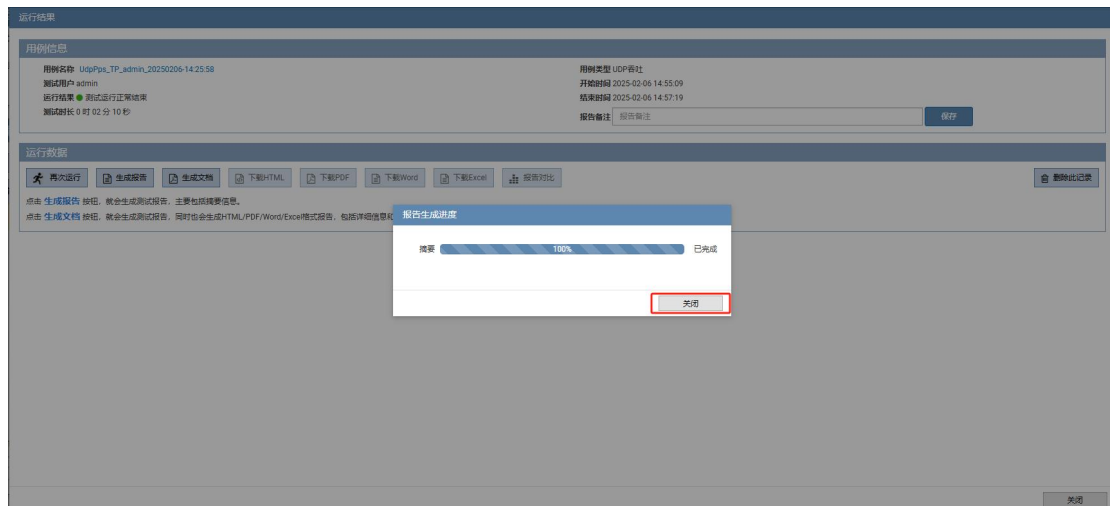 运行结果
用例信息
用例名称 UdpPps_TP_admin_20250206-14:25:58
用例类型 UDP吞吐
测试用户 admin
开始时间 2025-02-06 14:55:09
运行结果 测试运行正常结束
结束时间 2025-02-06 14:57:19
测试时长 0 时 02 分 10 秒
报告备注 报告备注 保存
运行数据
再次运行 生成报告 生成文档 下载HTML 下载PDF 下载Word 下载Excel 报告对比 删除此记录
点击 生成报告 按钮，就会生成测试报告，主要包括摘要信息。
点击 生成文档 按钮，就会生成测试报告，同时也会生成HTML/PDF/Word/Excel格式报告，包括详细信息和
报告生成进度
摘要 100% 已完成
关闭
关闭